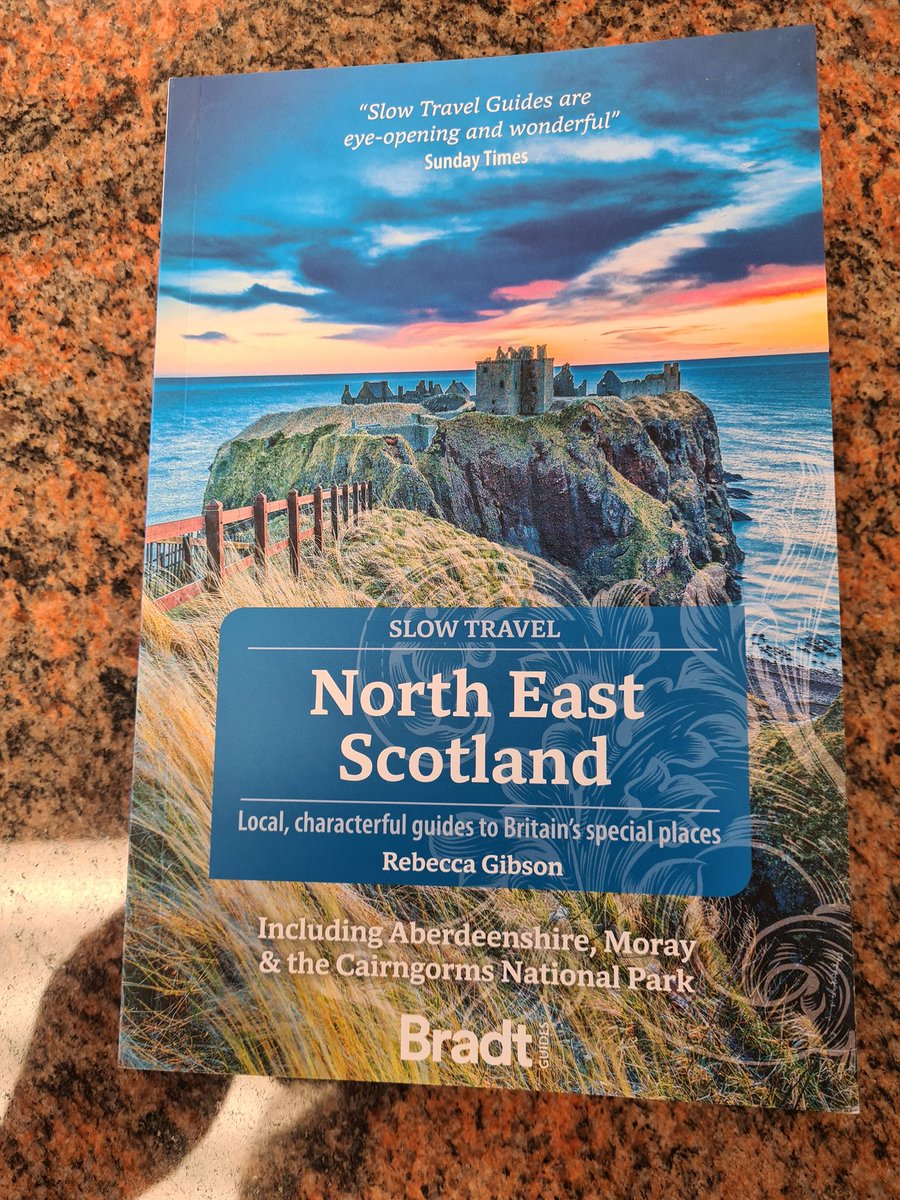 “Slow Travel Guides are
eye-opening and wonderful”
Sunday Times
SLOW TRAVEL
North East
Scotland
Local, characterful guides to Britain’s special places
Rebecca Gibson
Including Aberdeenshire, Moray
& the Cairngorms National Park
Bradt GUIDES